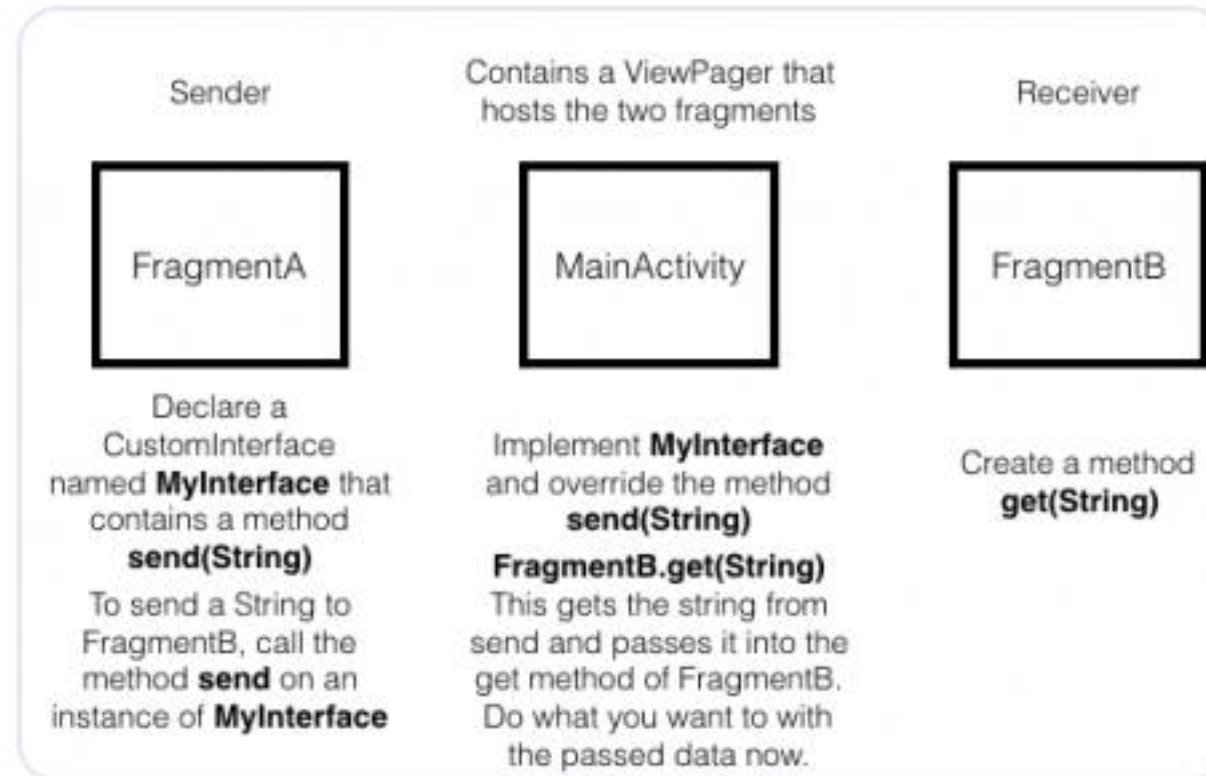 Sender
FragmentA
Declare a
CustomInterface
named MyInterface that
contains a method
send(String)
To send a String to
FragmentB, call the
method send on an
instance of MyInterface
Contains a ViewPager that
hosts the two fragments
MainActivity
Implement MyInterface
and override the method
send(String)
FragmentB.get(String)
This gets the string from
send and passes it into the
get method of FragmentB.
Do what you want to with
the passed data now.
Receiver
FragmentB
Create a method
get(String)